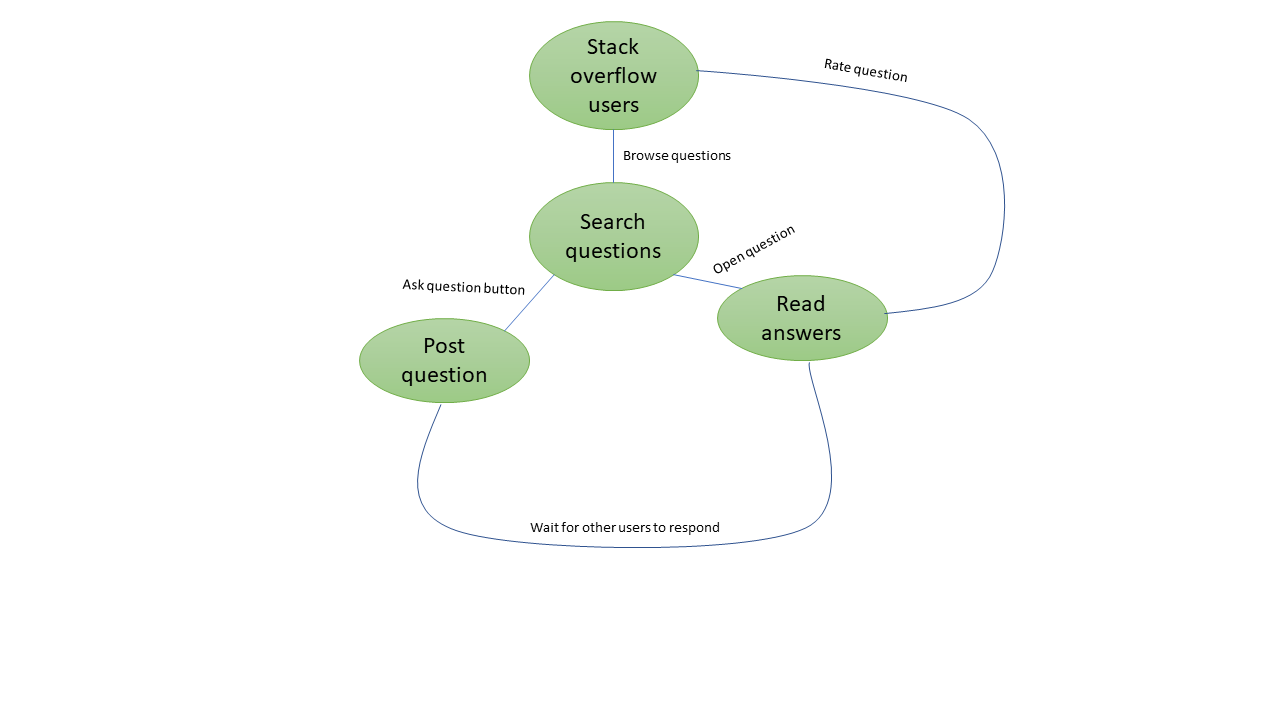 Stack
overflow
users
Rate question
Browse questions
Search
questions
Open question
Ask question button
Read
answers
Post
question
Wait for other users to respond